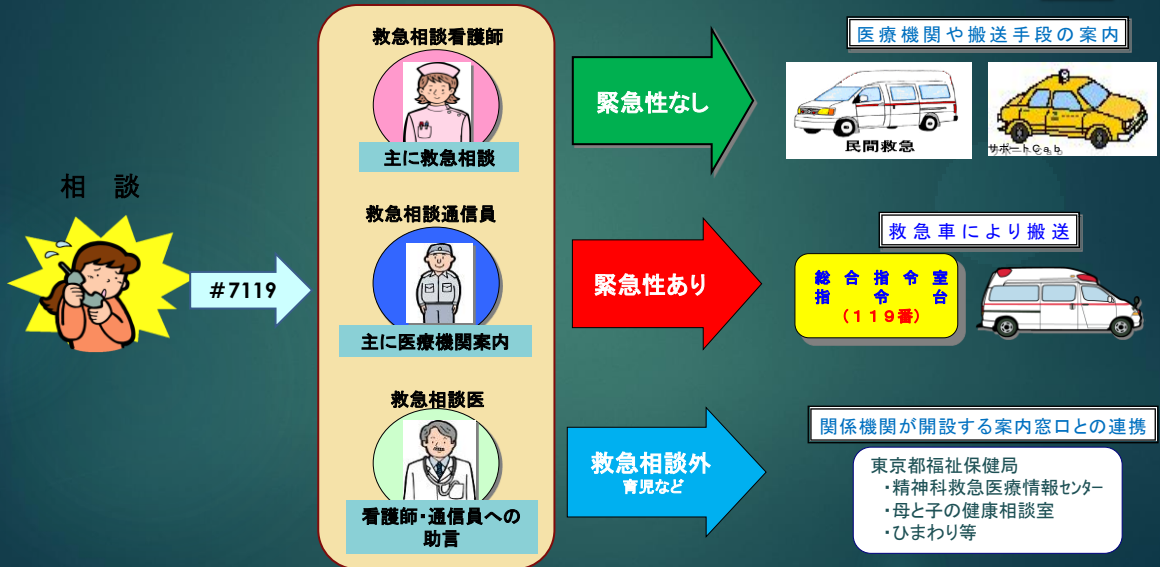 相 談
#7119
救急相談看護師
主に救急相談
救急相談通信員
主に医療機関案内
救急相談医
看護師・通信員への
助言
緊急性なし
医療機関や搬送手段の案内
民間救急
サポートCab
緊急性あり
救急車により搬送
総合指令室
指令台
(119番)
救急相談外
育児など
関係機関が開設する案内窓口との連携
東京都福祉保健局
・精神科救急医療情報センター
・母と子の健康相談室
・ひまわり等